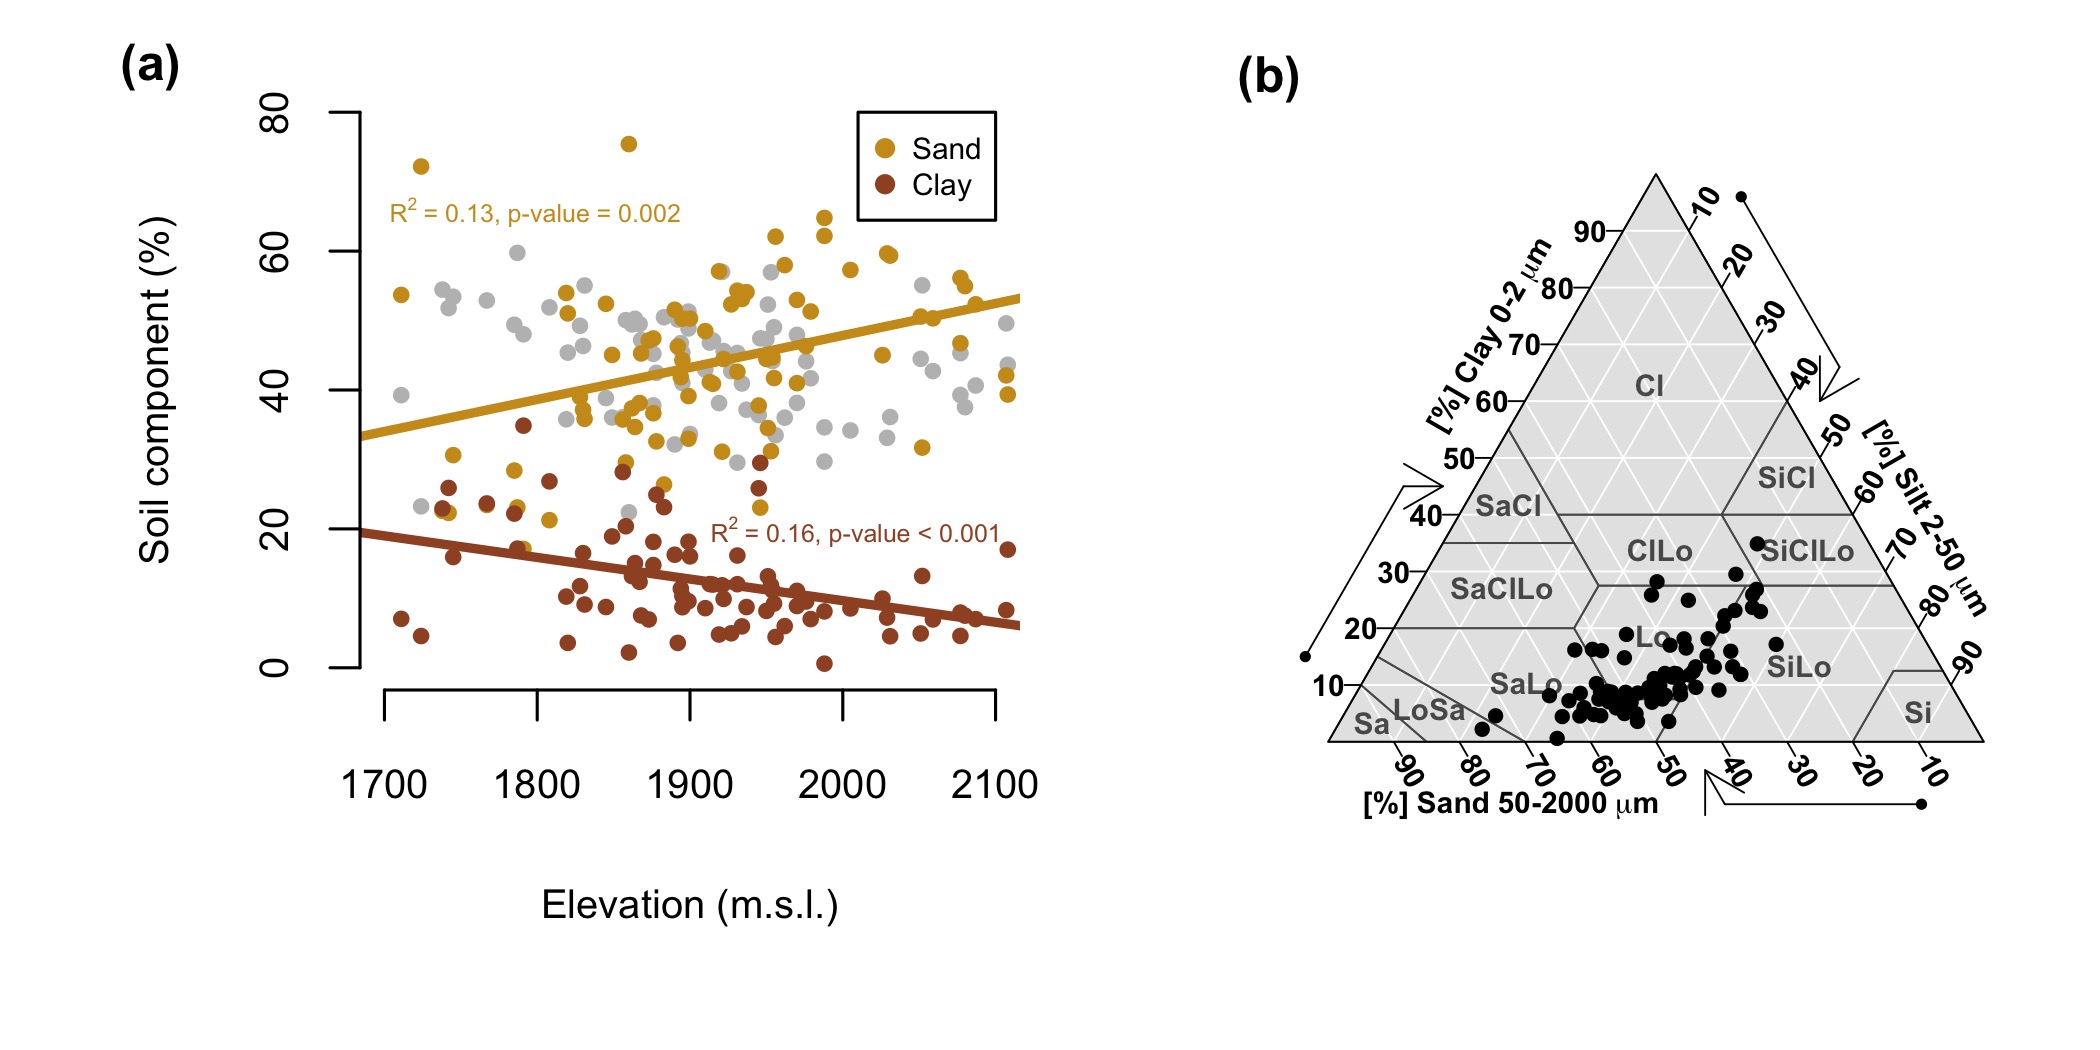 (a)
80
60
40
20
0
Soil component (%)
Sand
Clay
R² = 0.13, p-value = 0.002
R² = 0.16, p-value < 0.001
1700 1800 1900 2000 2100
Elevation (m.s.l.)
(b)
[%] Clay 0-2 μm
90
80
70
60
50
40
30
20
10
[%] Silt 2-50 μm
10
20
30
40
50
60
70
80
90
Cl
SiCl
SaCl
ClLo
SiClLo
SaClLo
Lo
SiLo
SaLo
LoSa
Sa
Si
90 80 70 60 50 40 30 20 10
[%] Sand 50-2000 μm